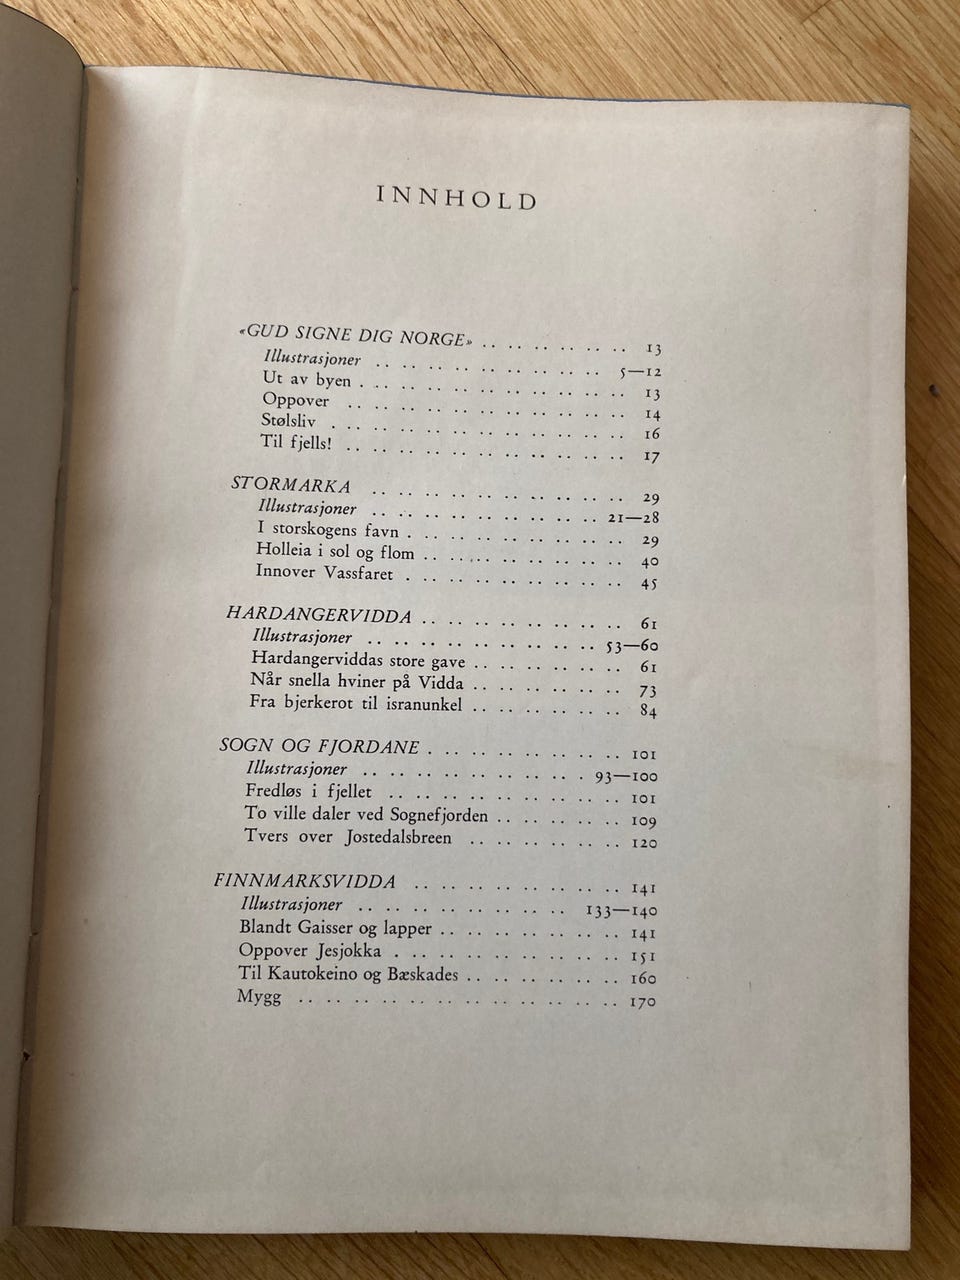 INNHOLD
«GUD SIGNE DIG NORGE» .. .. .. .. .. .. 13
Illustrasjoner .. .. .. .. .. .. .. .. .. 5—12
Ut av byen . .. .. .. .. .. .. .. .. .. 13
Oppover .. .. .. .. .. .. .. .. .. .. 14
Stølsliv . .. .. .. .. .. .. .. .. .. .. 16
Til fjells! .. .. .. .. .. .. .. .. .. .. 17
STORMARKA .. .. .. .. .. .. .. .. .. 29
Illustrasjoner .. .. .. .. .. .. .. .. .. 21—28
I storskogens favn . .. .. .. .. .. .. .. 29
Holleia i sol og flom .. .. .. .. .. .. .. 40
Innover Vassfaret . .. .. .. .. .. .. .. 45
HARDANGERVIDDA .. .. .. .. .. .. .. 61
Illustrasjoner .. .. .. .. .. .. .. .. .. 53—60
Hardangerviddas store gave .. .. .. .. .. .. 61
Når snella hviner på Vidda .. .. .. .. .. .. 73
Fra bjerkerot til isranunkel .. .. .. .. .. .. 84
SOGN OG FJORDANE . .. .. .. .. .. .. 101
Illustrasjoner .. .. .. .. .. .. .. .. . 93—100
Fredløs i fjellet .. .. .. .. .. .. .. .. .. 101
To ville daler ved Sognefjorden .. .. .. .. .. 109
Tvers over Jostedalsbreen .. .. .. .. .. .. 120
FINNMARKSVIDDA .. .. .. .. .. .. .. .. 141
Illustrasjoner .. .. .. .. .. .. .. .. 133—140
Blandt Gaisser og lapper .. .. .. .. .. .. .. 141
Oppover Jesjokka . .. .. .. .. .. .. .. 151
Til Kautokeino og Bæskades .. .. .. .. .. .. 160
Mygg .. .. .. .. .. .. .. .. .. .. .. 170